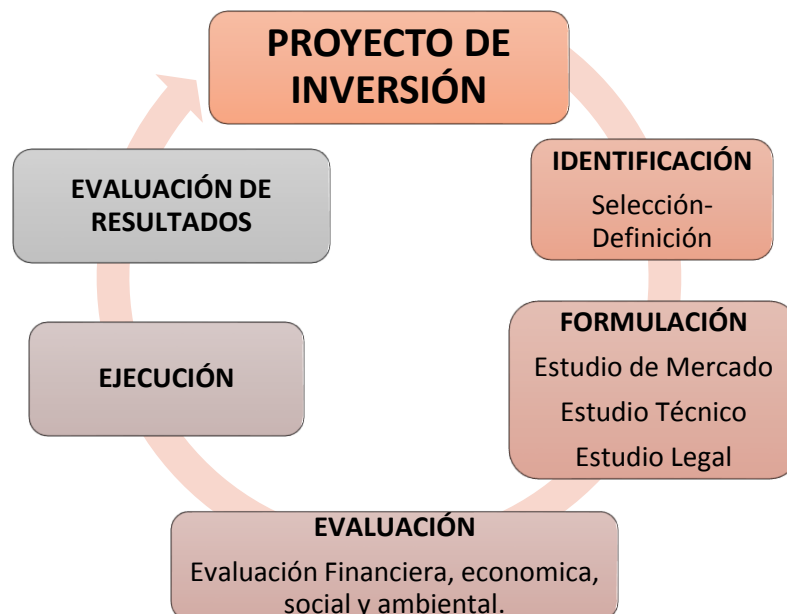 PROYECTO DE
INVERSIÓN
IDENTIFICACIÓN
Selección-
Definición
FORMULACIÓN
Estudio de Mercado
Estudio Técnico
Estudio Legal
EVALUACIÓN
Evaluación Financiera, economica,
social y ambiental.
EJECUCIÓN
EVALUACIÓN DE
RESULTADOS